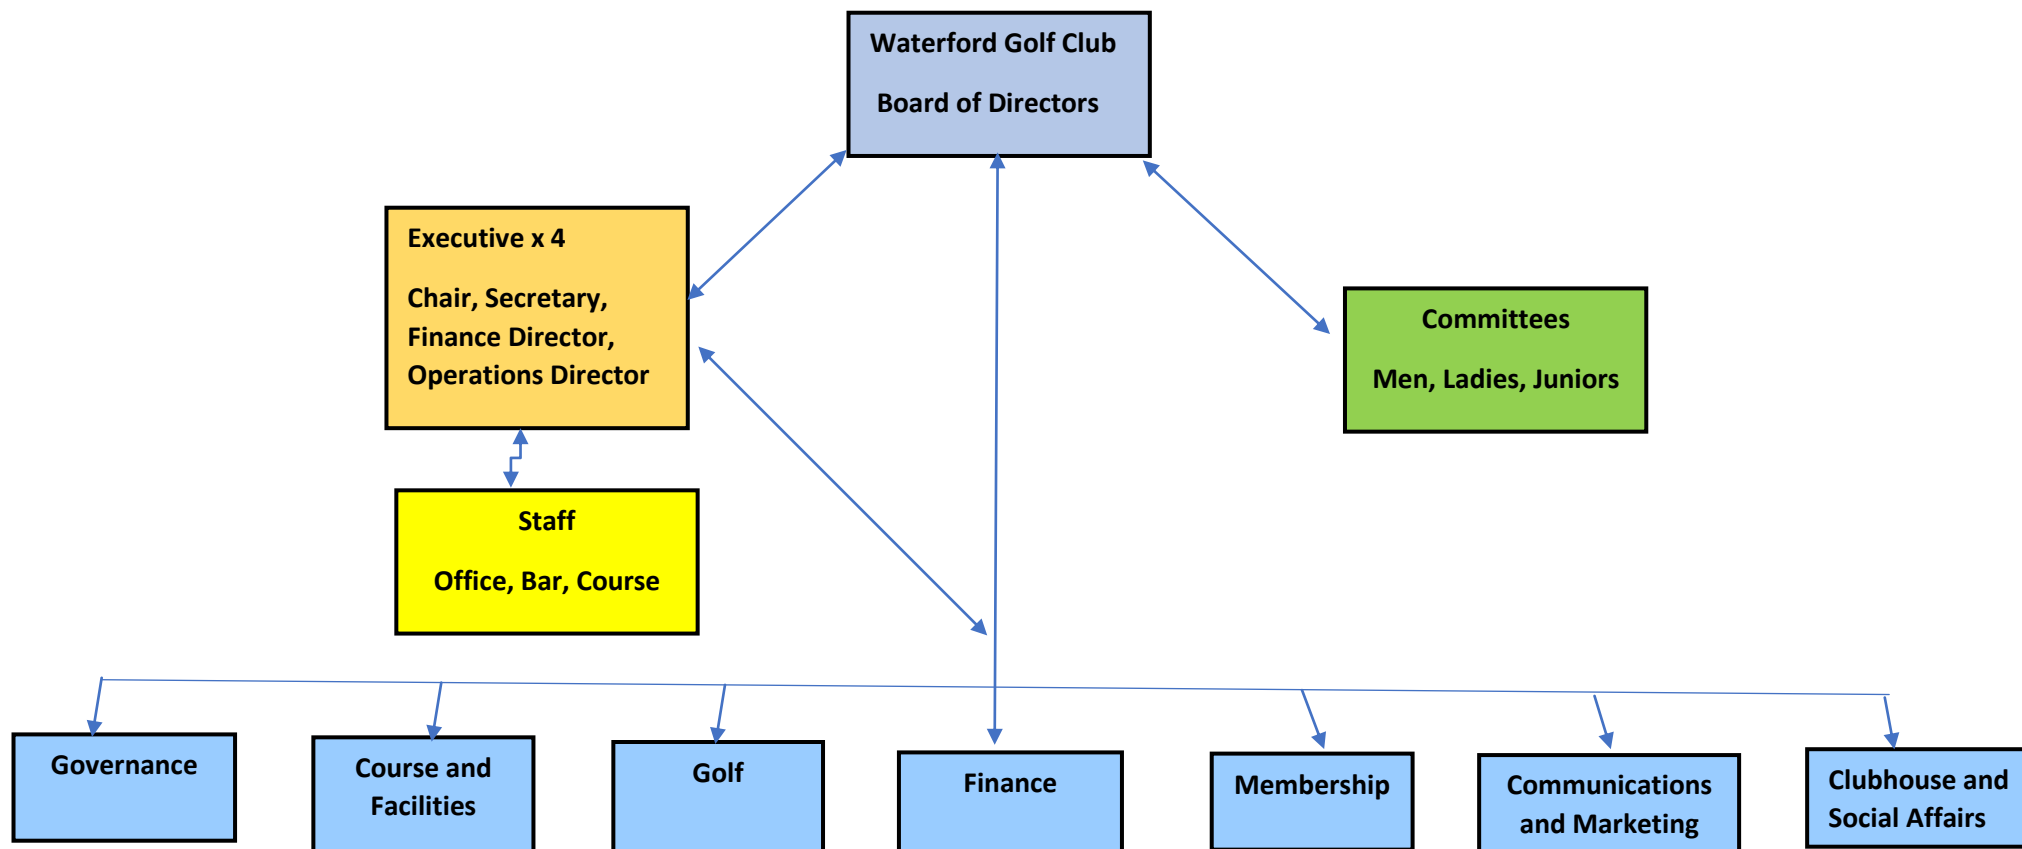 Waterford Golf Club
Board of Directors
Executive x 4
Chair, Secretary,
Finance Director,
Operations Director
Committees
Men, Ladies, Juniors
Staff
Office, Bar, Course
Governance
Course and
Facilities
Golf
Finance
Membership
Communications
and Marketing
Clubhouse and
Social Affairs